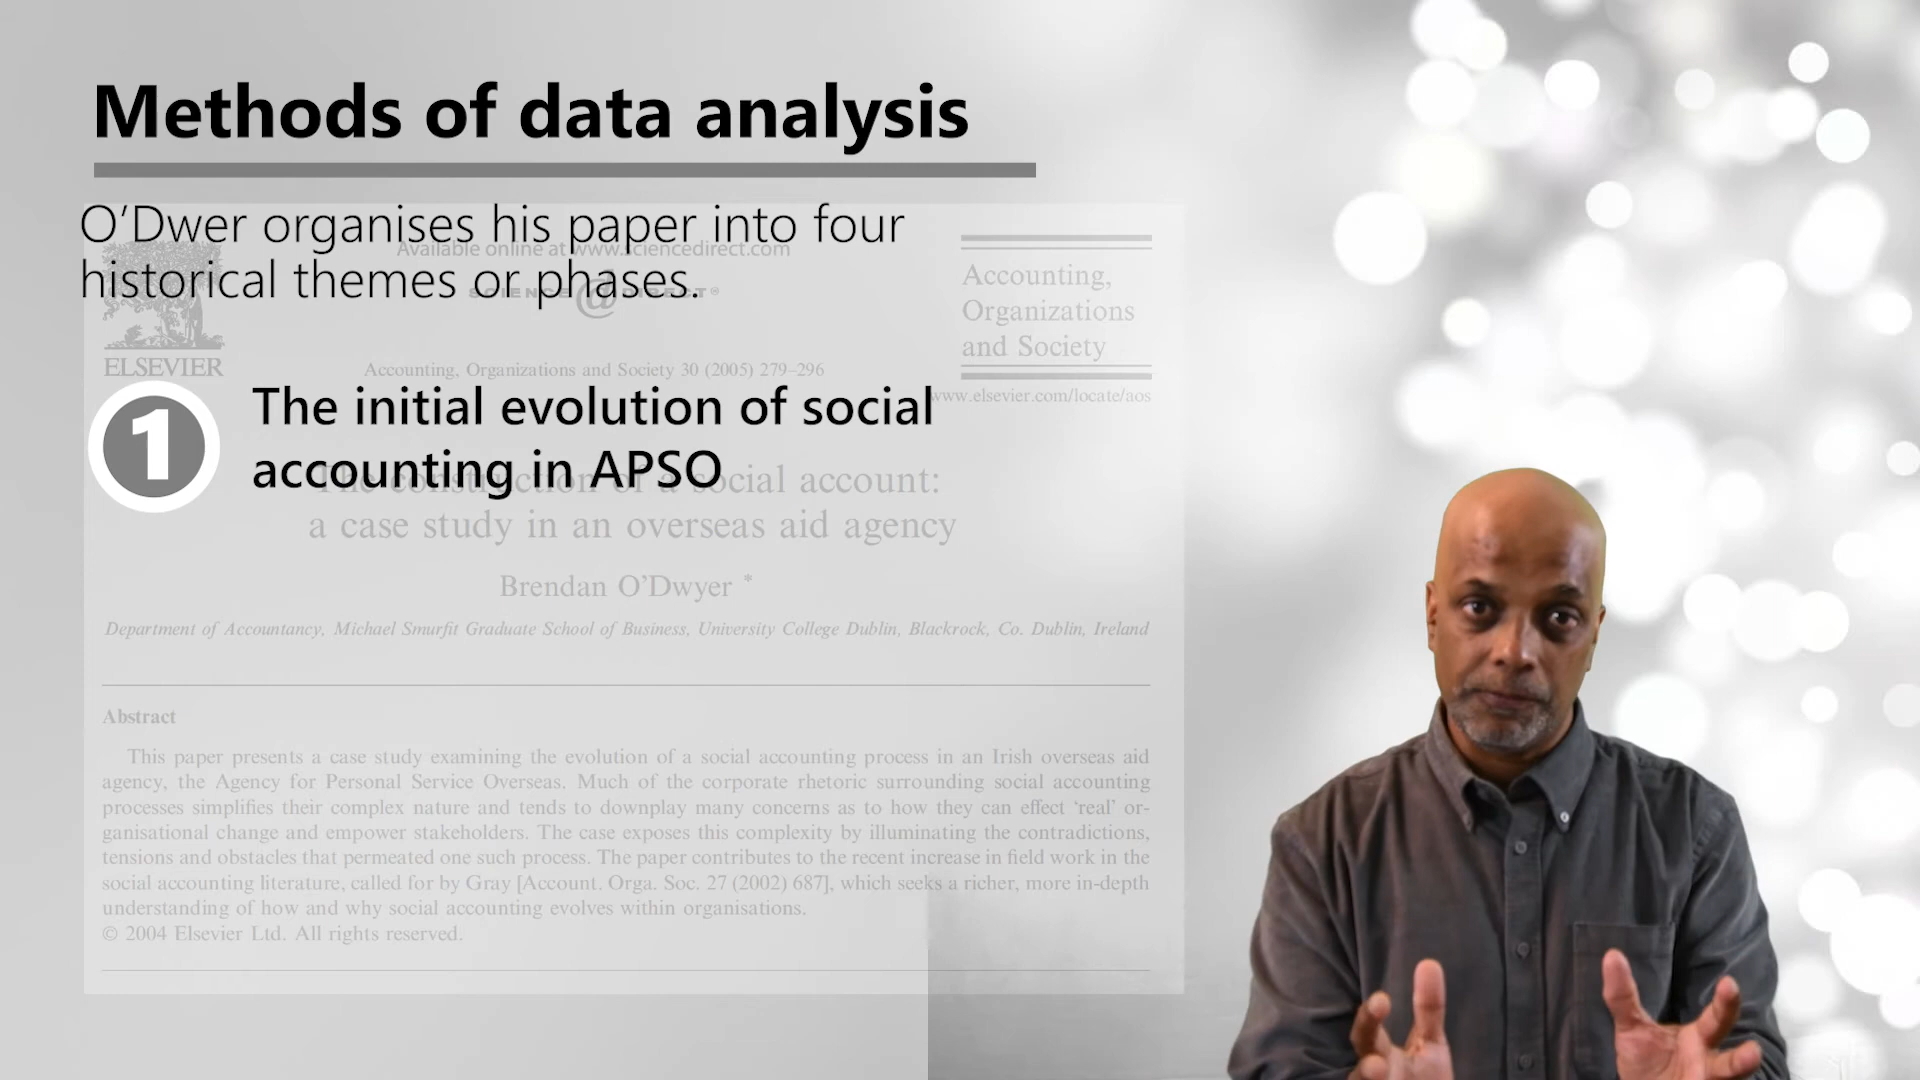 Methods of data analysis
O’Dwer organises his paper into four
historical themes or phases.
Available online at www.sciencedirect.com
SCIENCE @ DIRECT®
ELSEVIER
Accounting, Organizations and Society 30 (2005) 279–296
Accounting,
Organizations
and Society
www.elsevier.com/locate/aos
1
The initial evolution of social
accounting in APSO
The construction of a social account:
a case study in an overseas aid agency
Brendan O’Dwyer *
Department of Accountancy, Michael Smurfit Graduate School of Business, University College Dublin, Blackrock, Co. Dublin, Ireland
Abstract
This paper presents a case study examining the evolution of a social accounting process in an Irish overseas aid
agency, the Agency for Personal Service Overseas. Much of the corporate rhetoric surrounding social accounting
processes simplifies their complex nature and tends to downplay many concerns as to how they can effect ‘real’ or-
ganisational change and empower stakeholders. The case exposes this complexity by illuminating the contradictions,
tensions and obstacles that permeated one such process. The paper contributes to the recent increase in field work in the
social accounting literature, called for by Gray [Account. Orga. Soc. 27 (2002) 687], which seeks a richer, more in-depth
understanding of how and why social accounting evolves within organisations.
© 2004 Elsevier Ltd. All rights reserved.